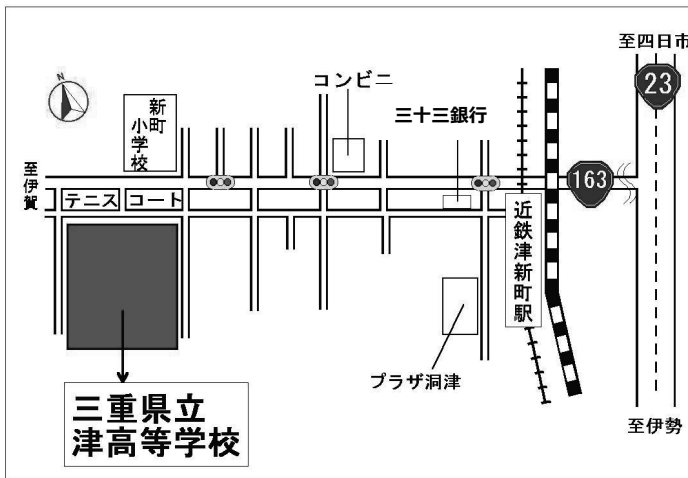 至四日市
23
N
コンビニ
新町
小学校
三十三銀行
至伊賀
163
テニス
コート
近鉄津新町駅
プラザ洞津
三重県立
津高等学校
至伊勢